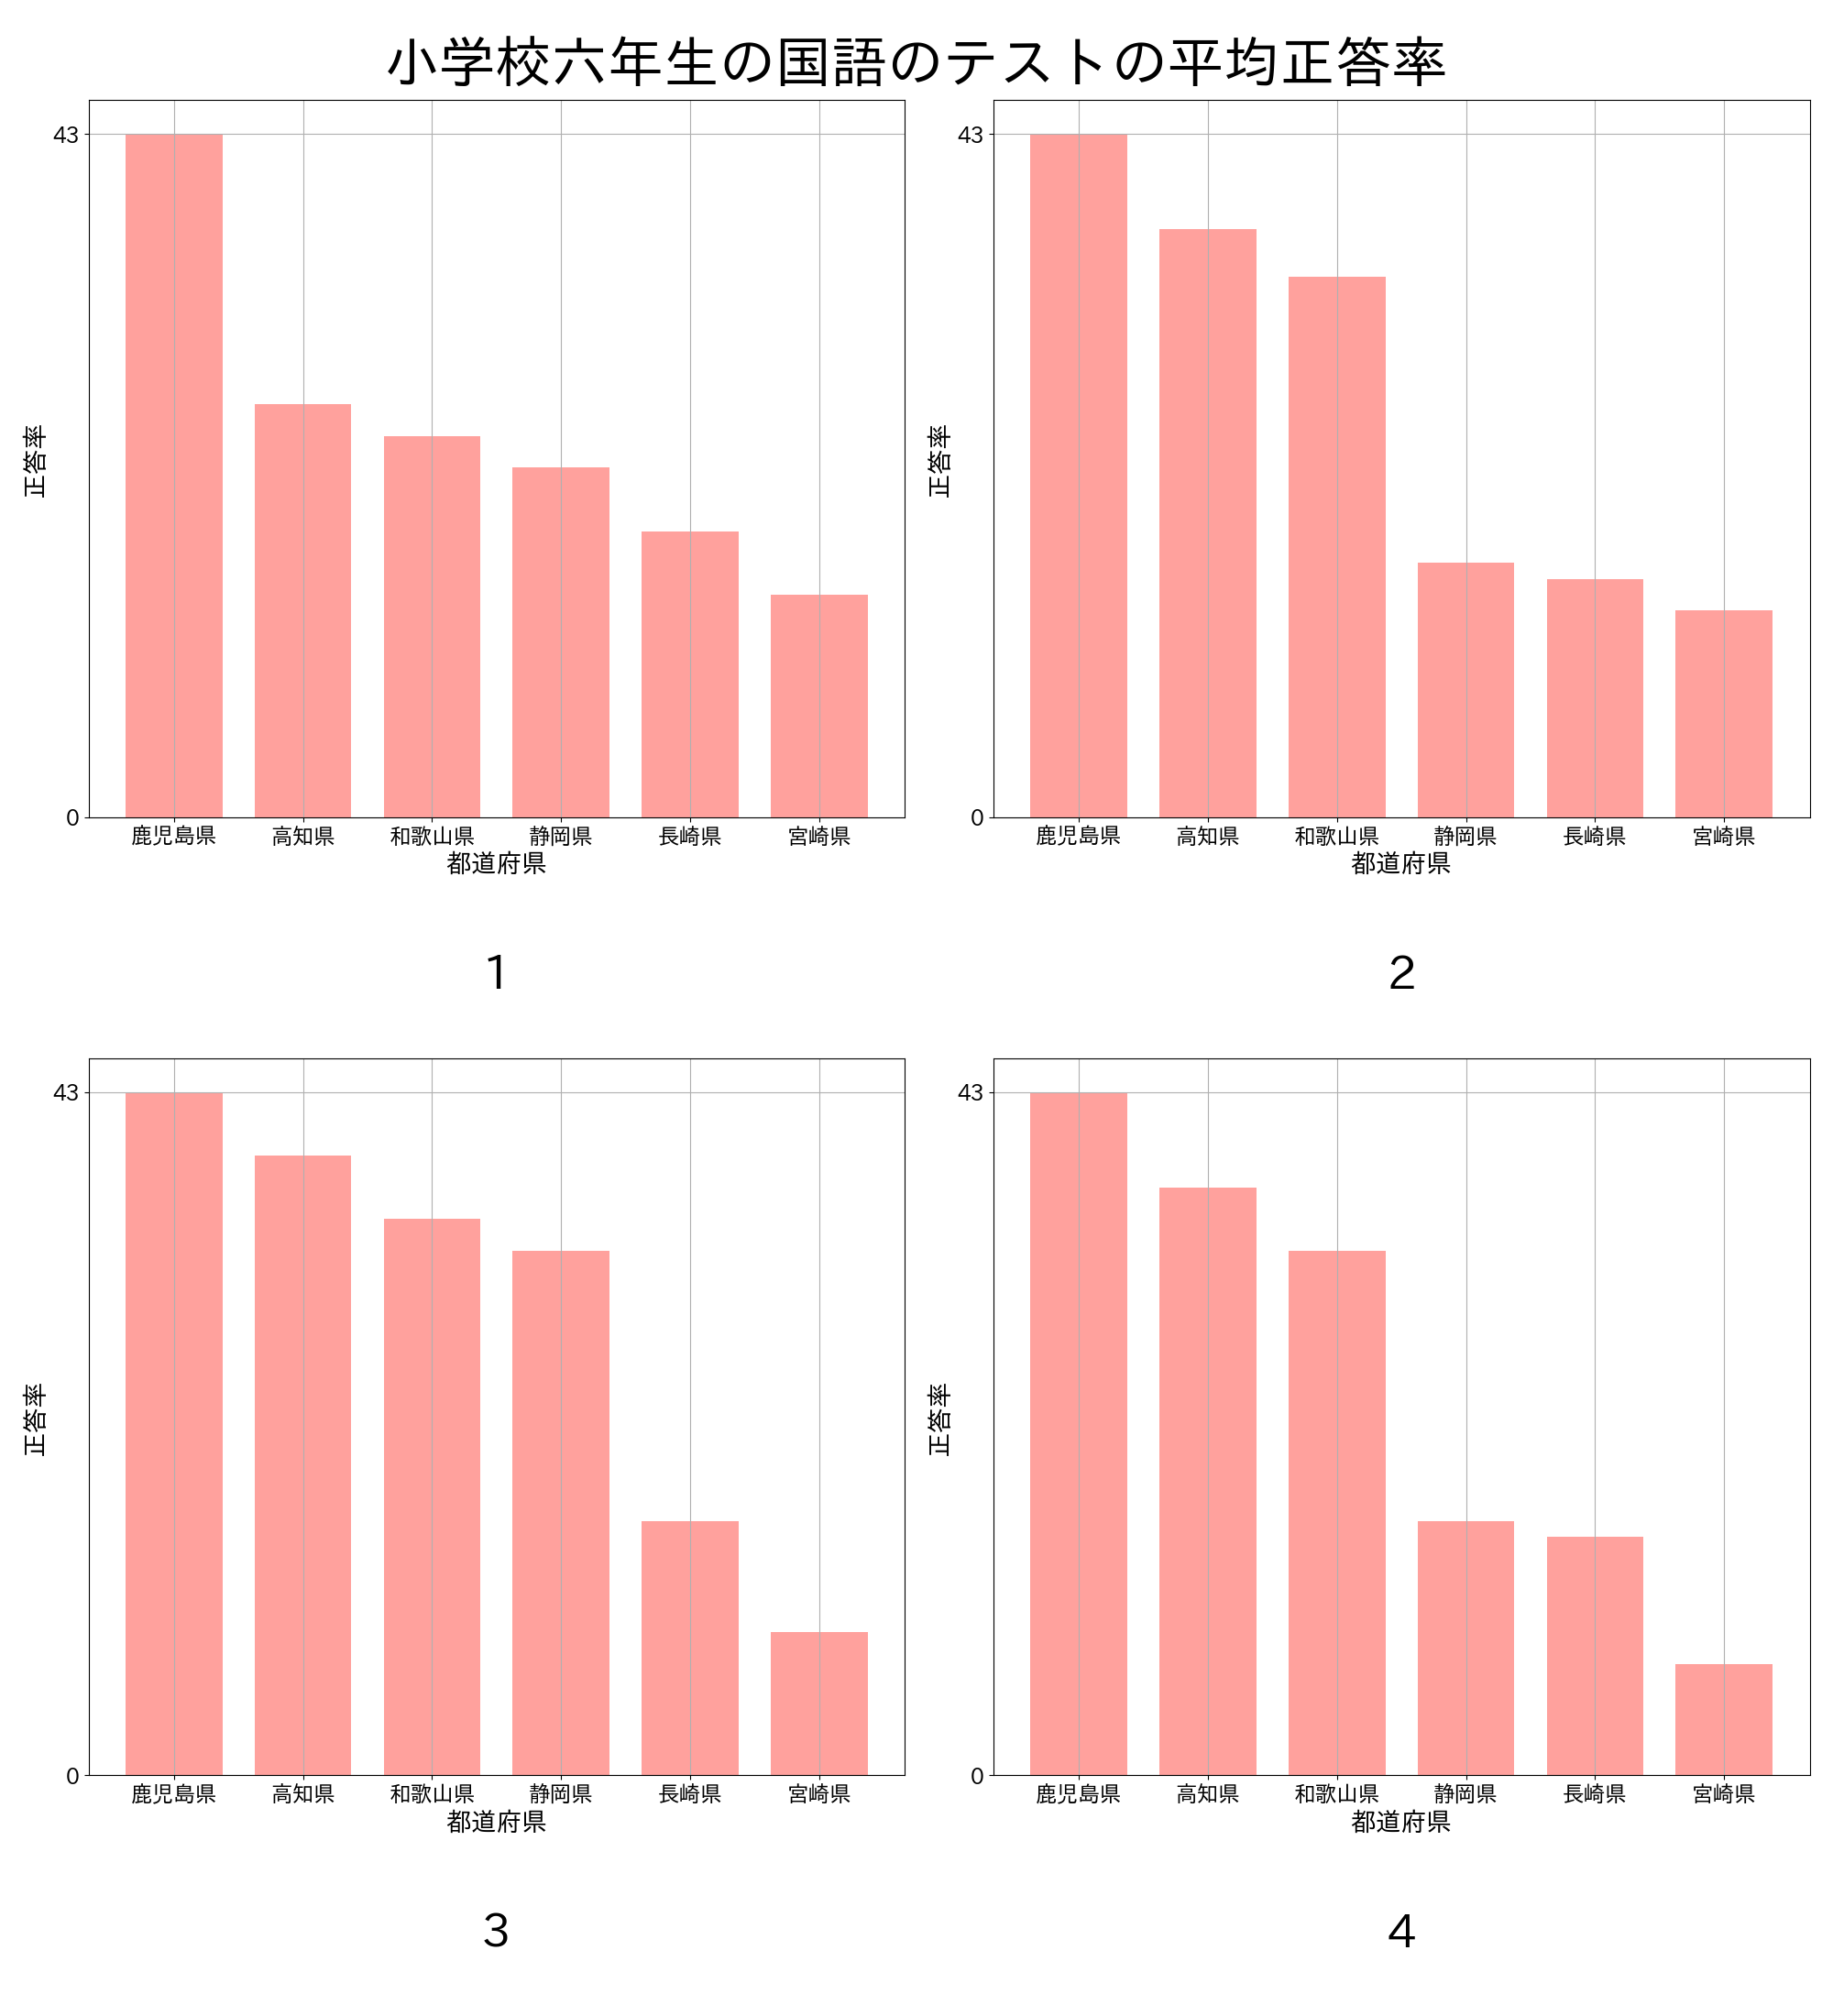 小学校六年生の国語のテストの平均正答率
43
0
正答率
鹿児島県 高知県 和歌山県 静岡県 長崎県 宮崎県
都道府県
1
43
0
正答率
鹿児島県 高知県 和歌山県 静岡県 長崎県 宮崎県
都道府県
2
43
0
正答率
鹿児島県 高知県 和歌山県 静岡県 長崎県 宮崎県
都道府県
3
43
0
正答率
鹿児島県 高知県 和歌山県 静岡県 長崎県 宮崎県
都道府県
4